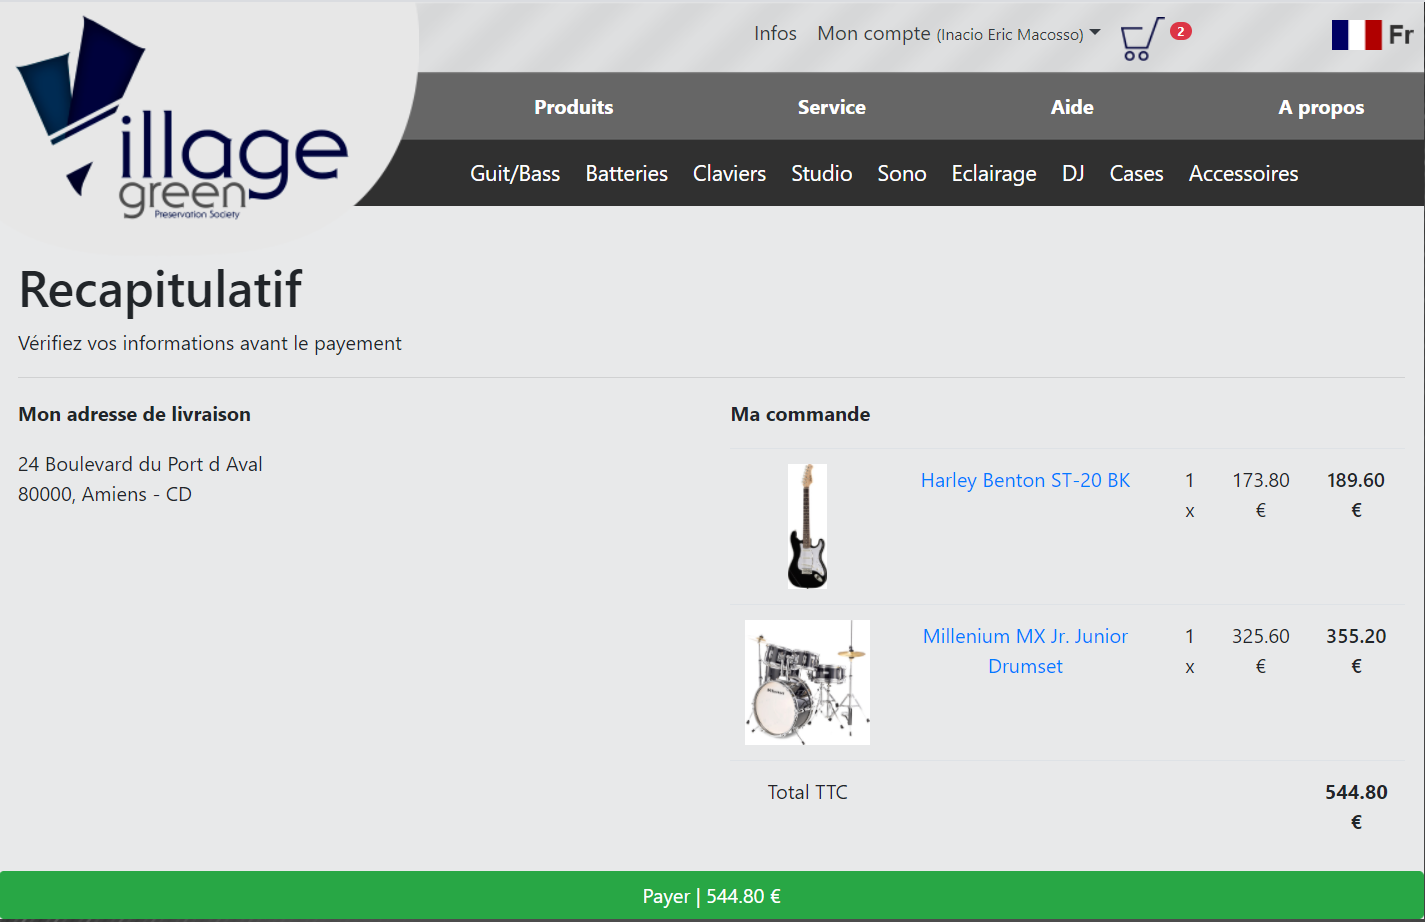 Infos Mon compte (Inacio Eric Macosso) 2 Fr
Village
green
Preservation Society
Produits Service Aide A propos
Guit/Bass Batteries Claviers Studio Sono Eclairage DJ Cases Accessoires
Recapitulatif
Vérifiez vos informations avant le payement
Mon adresse de livraison
24 Boulevard du Port d Aval
80000, Amiens - CD
Ma commande
Harley Benton ST-20 BK 1 173.80 189.60
x € €
Millenium MX Jr. Junior 1 325.60 355.20
Drumset x € €
Total TTC 544.80
€
Payer | 544.80 €